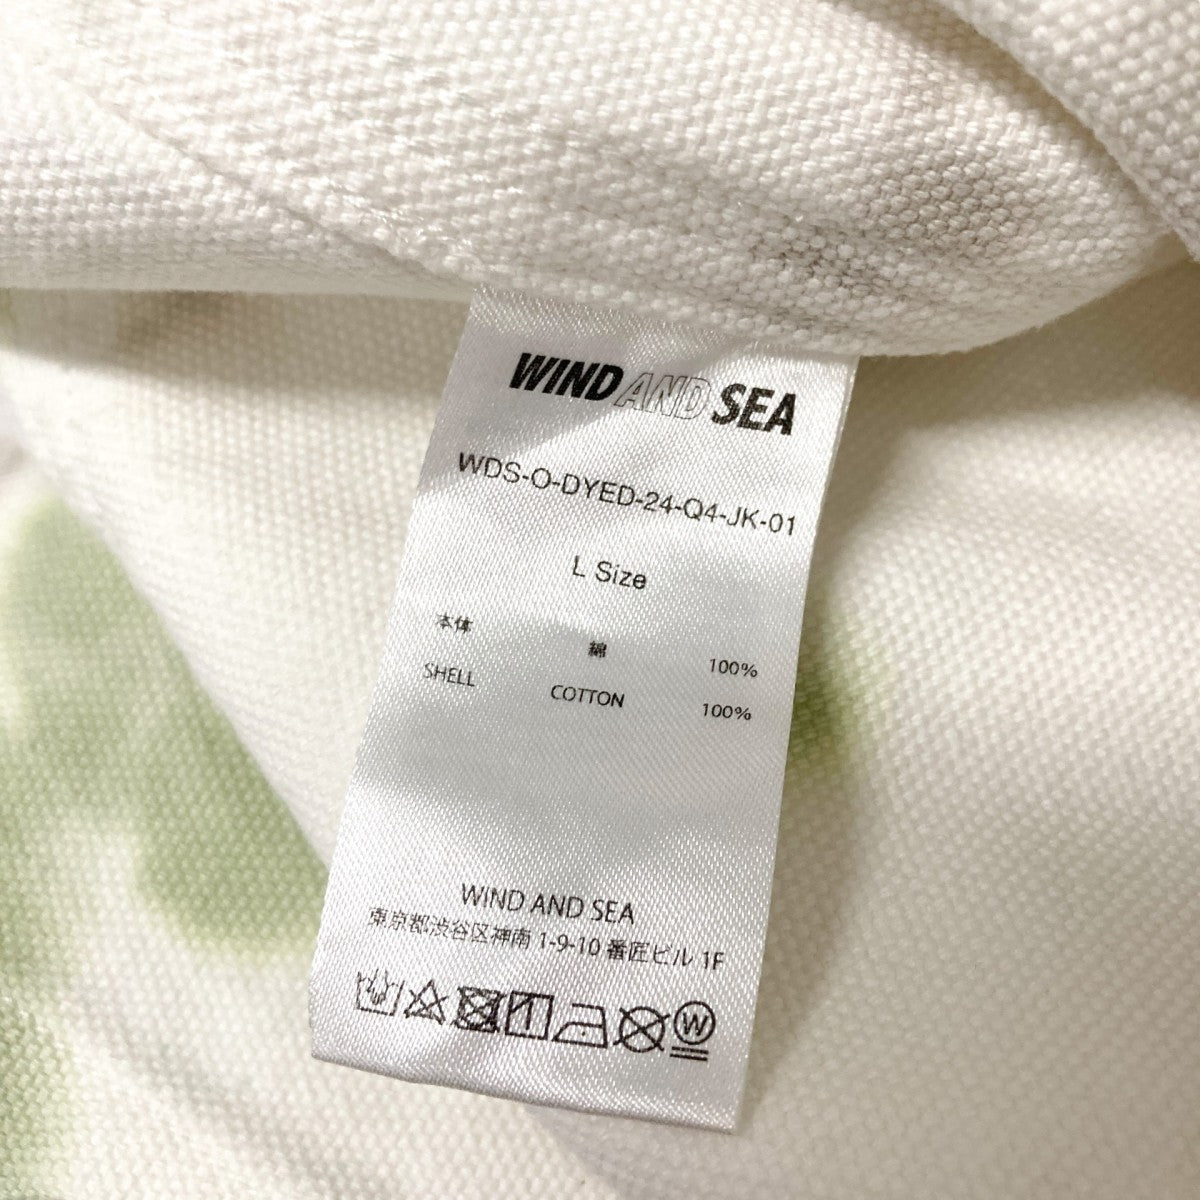 WIND AND SEA
WDS-O-DYED-24-Q4-JK-01
L Size
本体 綿 100%
SHELL COTTON 100%
WIND AND SEA
東京都渋谷区神南 1-9-10 番匠ビル 1F
W